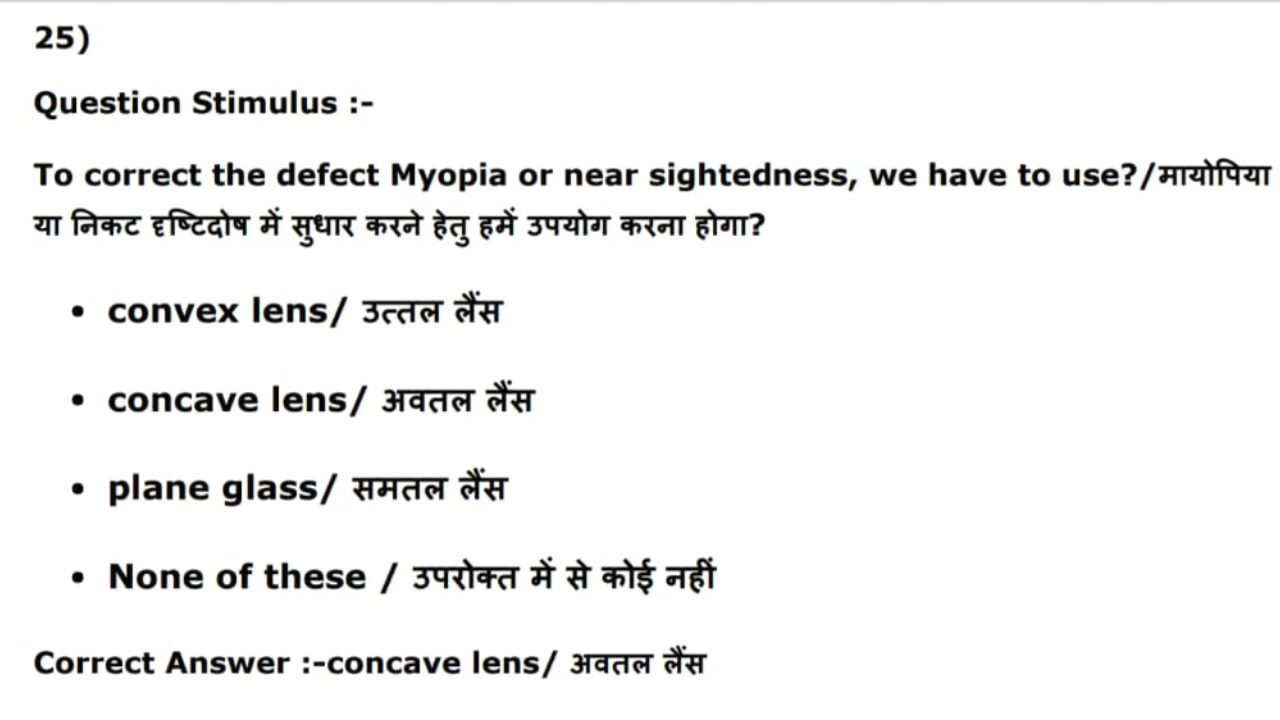 25)
Question Stimulus :-
To correct the defect Myopia or near sightedness, we have to use?/मायोपिया
या निकट दृष्टिदोष में सुधार करने हेतु हमें उपयोग करना होगा?
• convex lens/ उत्तल लैंस
• concave lens/ अवतल लैंस
• plane glass/ समतल लैंस
• None of these / उपरोक्त में से कोई नहीं
Correct Answer :-concave lens/ अवतल लैंस